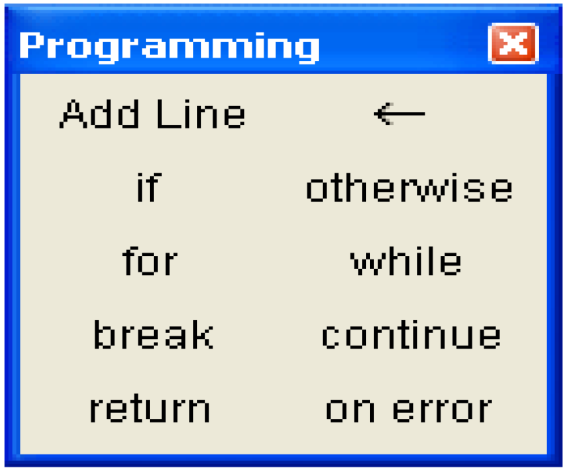 Programming
Add Line ←
if otherwise
for while
break continue
return on error